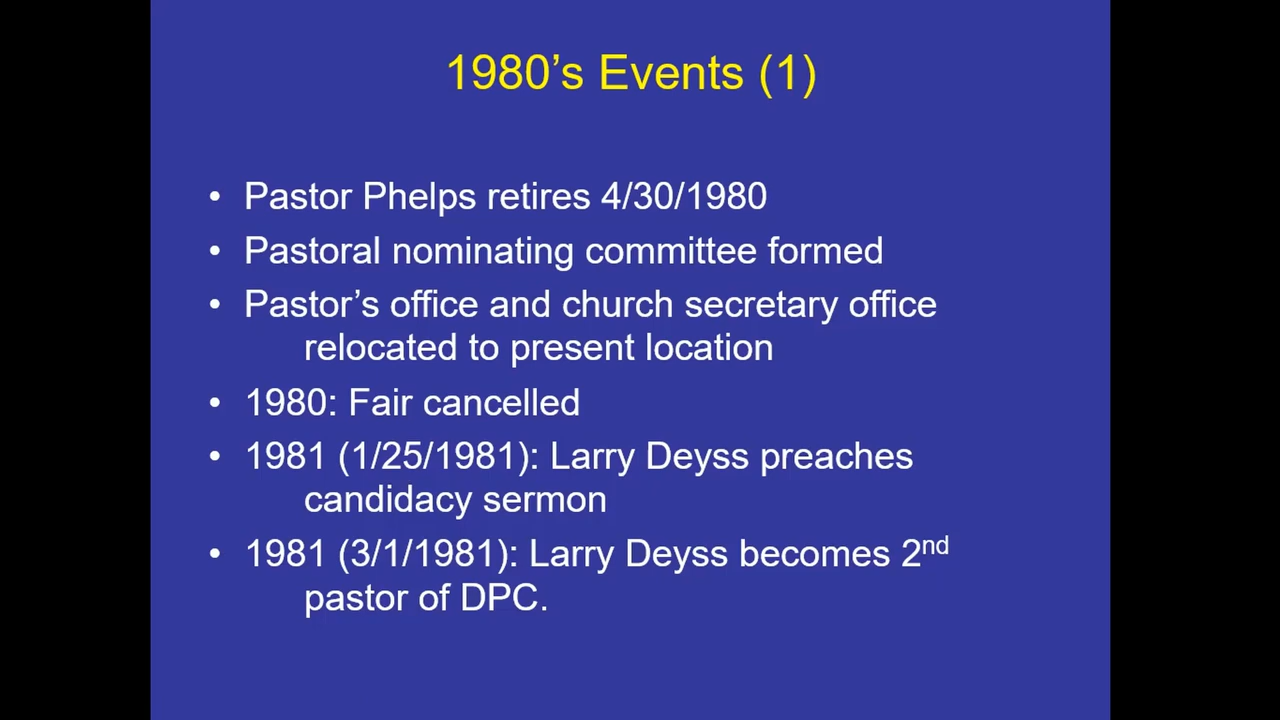 1980’s Events (1)
• Pastor Phelps retires 4/30/1980
• Pastoral nominating committee formed
• Pastor’s office and church secretary office
relocated to present location
• 1980: Fair cancelled
• 1981 (1/25/1981): Larry Deyss preaches
candidacy sermon
• 1981 (3/1/1981): Larry Deyss becomes 2nd
pastor of DPC.